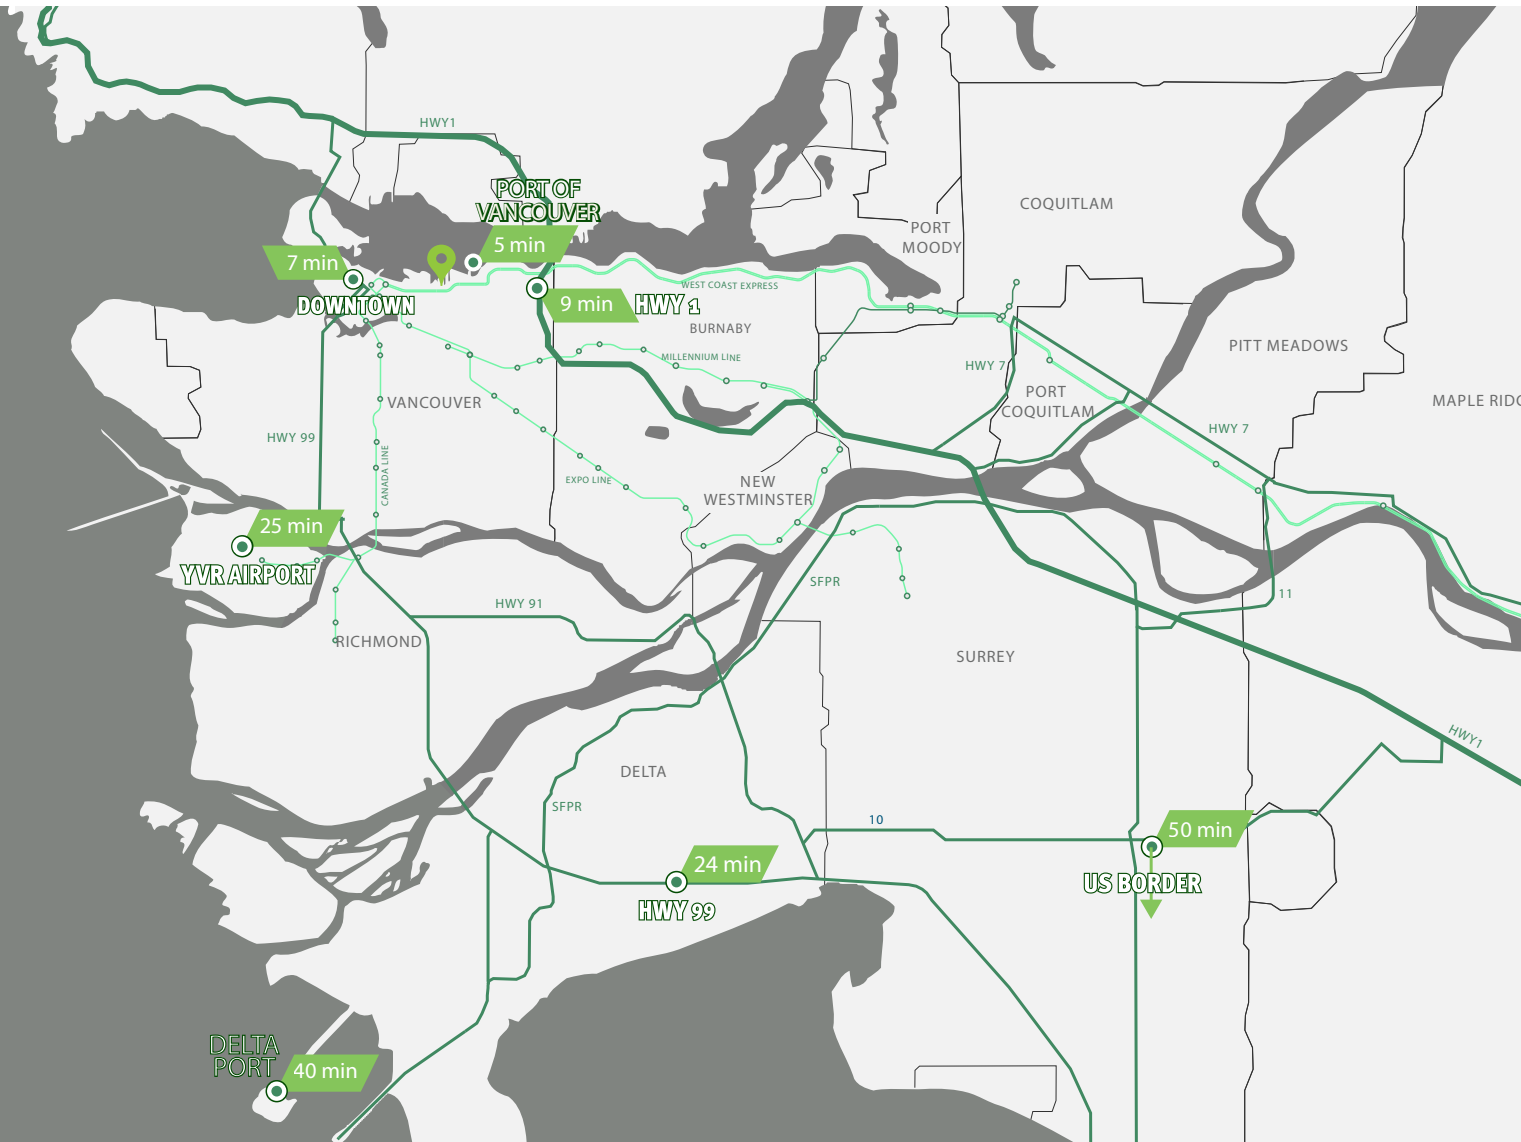 HWY1
PORT OF
VANCOUVER
COQUITLAM
PORT
MOODY
5 min
7 min
DOWNTOWN
WEST COAST EXPRESS
9 min
HWY 1
BURNABY
MILLENNIUM LINE
PITT MEADOWS
HWY 7
PORT
COQUITLAM
MAPLE RIDG
VANCOUVER
HWY 99
HWY 7
CANADA LINE
EXPO LINE
NEW
WESTMINSTER
25 min
YVR AIRPORT
SFPR
HWY 91
11
RICHMOND
SURREY
HWY1
DELTA
SFPR
10
50 min
24 min
US BORDER
HWY 99
DELTA
PORT
40 min